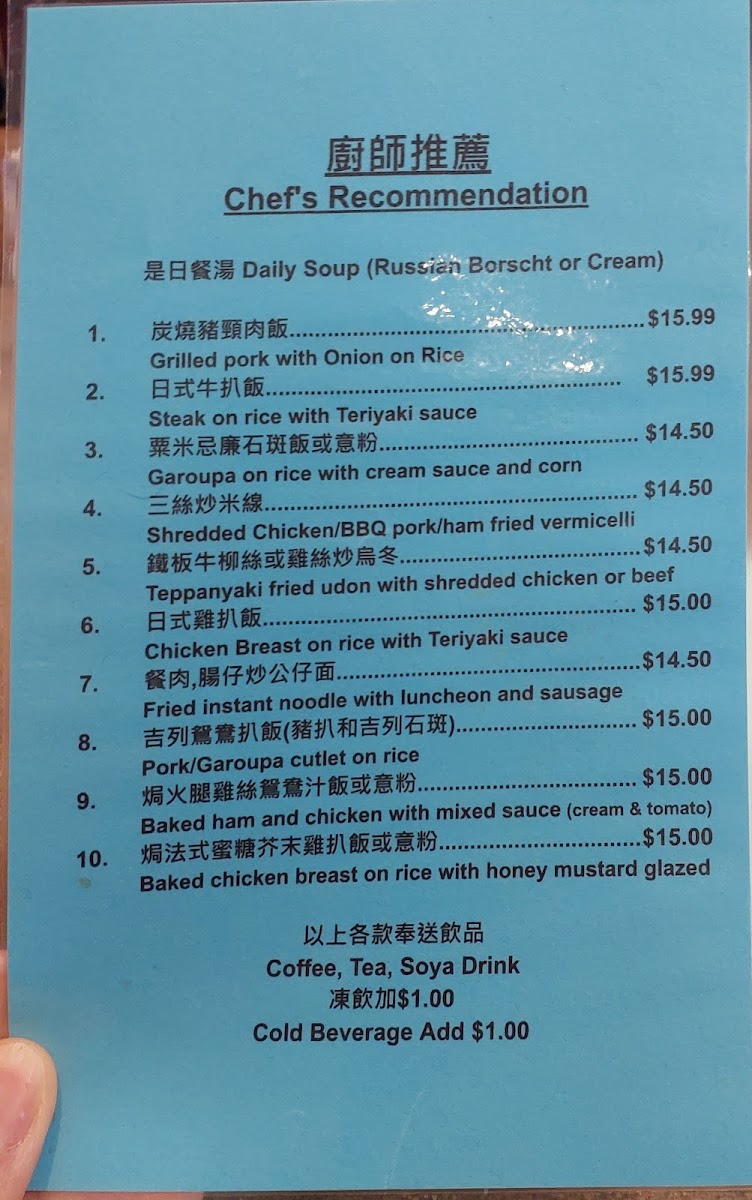 廚師推薦
Chef's Recommendation
是日餐湯 Daily Soup (Russian Borscht or Cream)
1. 炭燒豬頸肉飯..........$15.99
Grilled pork with Onion on Rice
2. 日式牛扒飯.......... $15.99
Steak on rice with Teriyaki sauce
3. 粟米忌廉石斑飯或意粉.......... $14.50
Garoupa on rice with cream sauce and corn
4. 三絲炒米線.......... $14.50
Shredded Chicken/BBQ pork/ham fried vermicelli
5. 鐵板牛柳絲或雞絲炒烏冬..........$14.50
Teppanyaki fried udon with shredded chicken or beef
6. 日式雞扒飯.......... $15.00
Chicken Breast on rice with Teriyaki sauce
7. 餐肉,腸仔炒公仔面..........$14.50
Fried instant noodle with luncheon and sausage
8. 吉列鴛鴦扒飯(豬扒和吉列石斑).......... $15.00
Pork/Garoupa cutlet on rice
9. 焗火腿雞絲鴛鴦汁飯或意粉.......... $15.00
Baked ham and chicken with mixed sauce (cream & tomato)
10. 焗法式蜜糖芥末雞扒飯或意粉..........$15.00
Baked chicken breast on rice with honey mustard glazed
以上各款奉送飲品
Coffee, Tea, Soya Drink
凍飲加$1.00
Cold Beverage Add $1.00